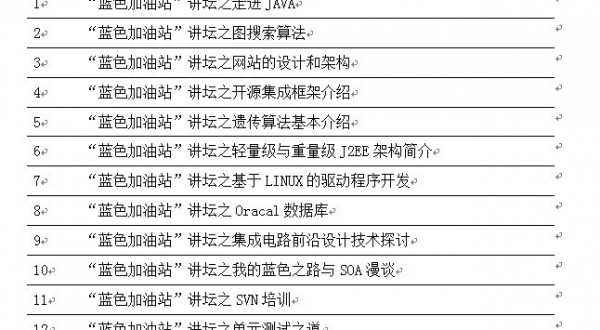 1 “蓝色加油站”讲坛之走进 JAVA
2 “蓝色加油站”讲坛之图搜索算法
3 “蓝色加油站”讲坛之网站的设计和架构
4 “蓝色加油站”讲坛之开源集成框架介绍
5 “蓝色加油站”讲坛之遗传算法基本介绍
6 “蓝色加油站”讲坛之轻量级与重量级 J2EE 架构简介
7 “蓝色加油站”讲坛之基于 LINUX 的驱动程序开发
8 “蓝色加油站”讲坛之 Oracal 数据库
9 “蓝色加油站”讲坛之集成电路前沿设计技术探讨
10 “蓝色加油站”讲坛之我的蓝色之路与 SOA 漫谈
11 “蓝色加油站”讲坛之 SVN 培训
12 “蓝色加油站”讲坛之单元测试之道